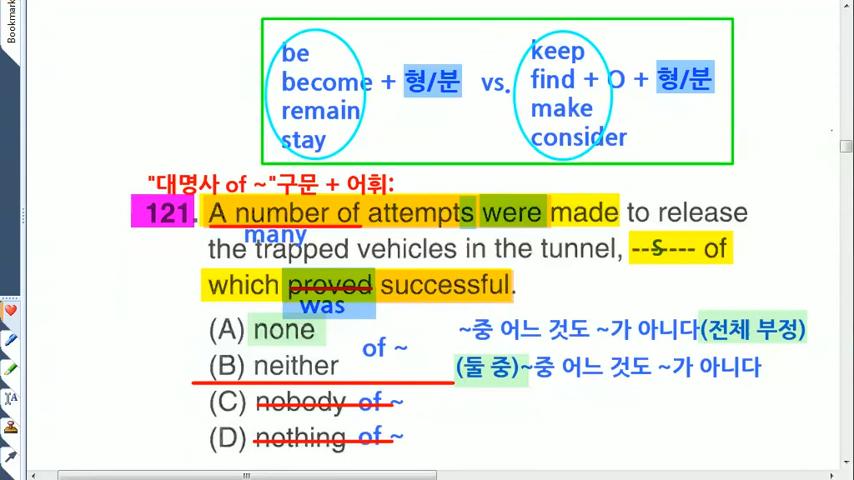 Bookmark
be
become + 형/분 vs.
remain
stay
keep
find + O + 형/분
make
consider
"대명사 of ~"구문 + 어휘:
121. A number of attempts were made to release
many
the trapped vehicles in the tunnel, --s---- of
which proved successful.
was
(A) none ~중 어느 것도 ~가 아니다(전체 부정)
of ~
(B) neither (둘 중)~중 어느 것도 ~가 아니다
(C) nobody of ~
(D) nothing of ~